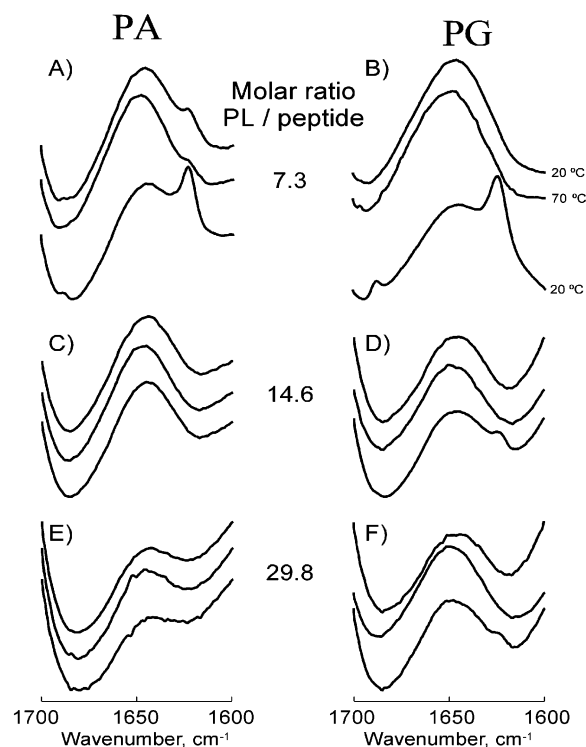 PA
PG
A)
Molar ratio
PL / peptide
B)
7.3
20 ºC
70 ºC
20 ºC
C)
D)
14.6
E)
F)
29.8
1700 1650 1600
1700 1650 1600
Wavenumber, cm-1
Wavenumber, cm-1